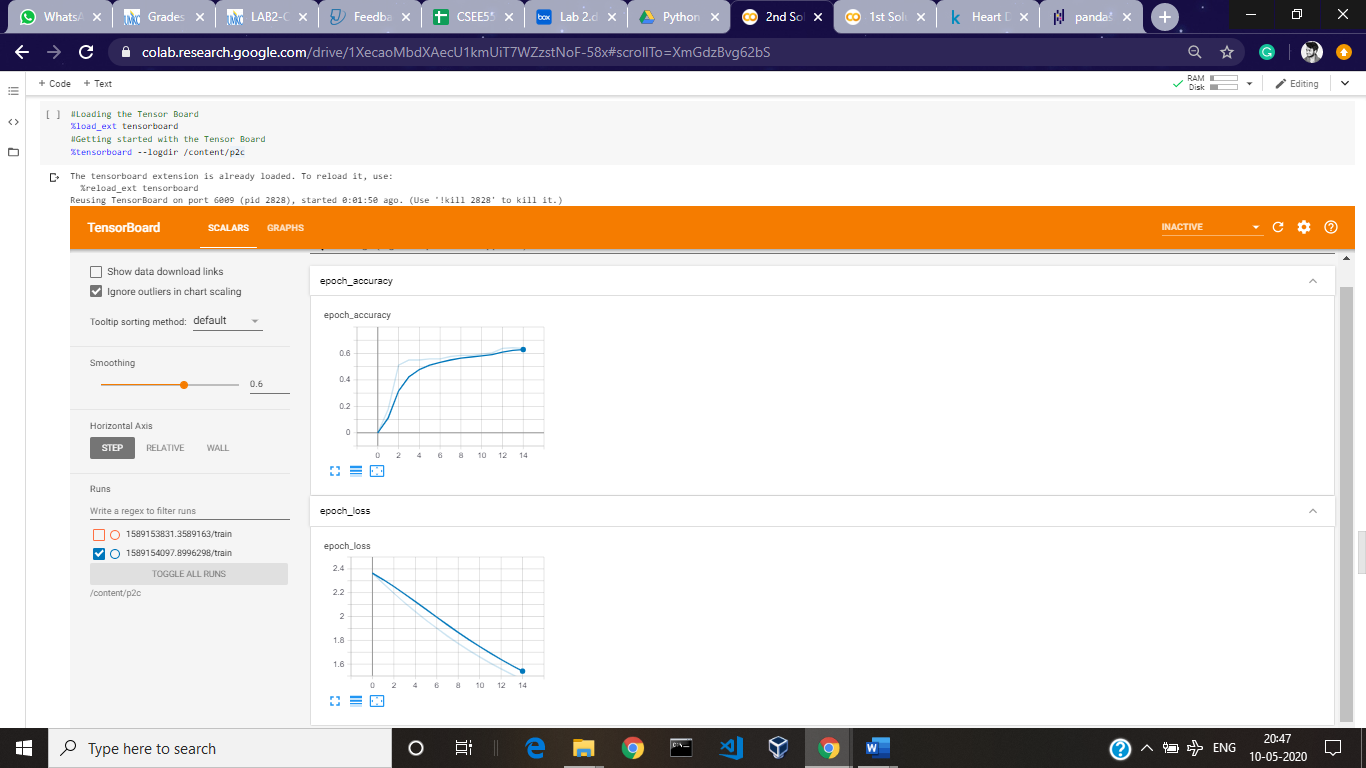 WhatsA
Grades
LAB2-C
Feedba
CSEE55
box
Lab 2.d
Python
2nd Sol
1st Solu
Heart D
pandas
colab.research.google.com/drive/1XecaoMbdXAecU1kmUiT7WZzstNoF-58x#scrollTo=XmGdzBvg62bS
+ Code + Text
RAM
Disk
Editing
[ ] #Loading the Tensor Board
%load_ext tensorboard
#Getting started with the Tensor Board
%tensorboard --logdir /content/p2c
The tensorboard extension is already loaded. To reload it, use:
%reload_ext tensorboard
Reusing TensorBoard on port 6009 (pid 2828), started 0:01:50 ago. (Use '!kill 2828' to kill it.)
TensorBoard SCALARS GRAPHS INACTIVE
Show data download links
Ignore outliers in chart scaling
Tooltip sorting method: default
Smoothing
0.6
Horizontal Axis
STEP RELATIVE WALL
Runs
Write a regex to filter runs
1589153831.3589163/train
1589154097.8996298/train
TOGGLE ALL RUNS
/content/p2c
epoch_accuracy
epoch_accuracy
0.6
0.4
0.2
0
0 2 4 6 8 10 12 14
epoch_loss
epoch_loss
2.4
2.2
2
1.8
1.6
0 2 4 6 8 10 12 14
Type here to search
ENG
20:47
10-05-2020